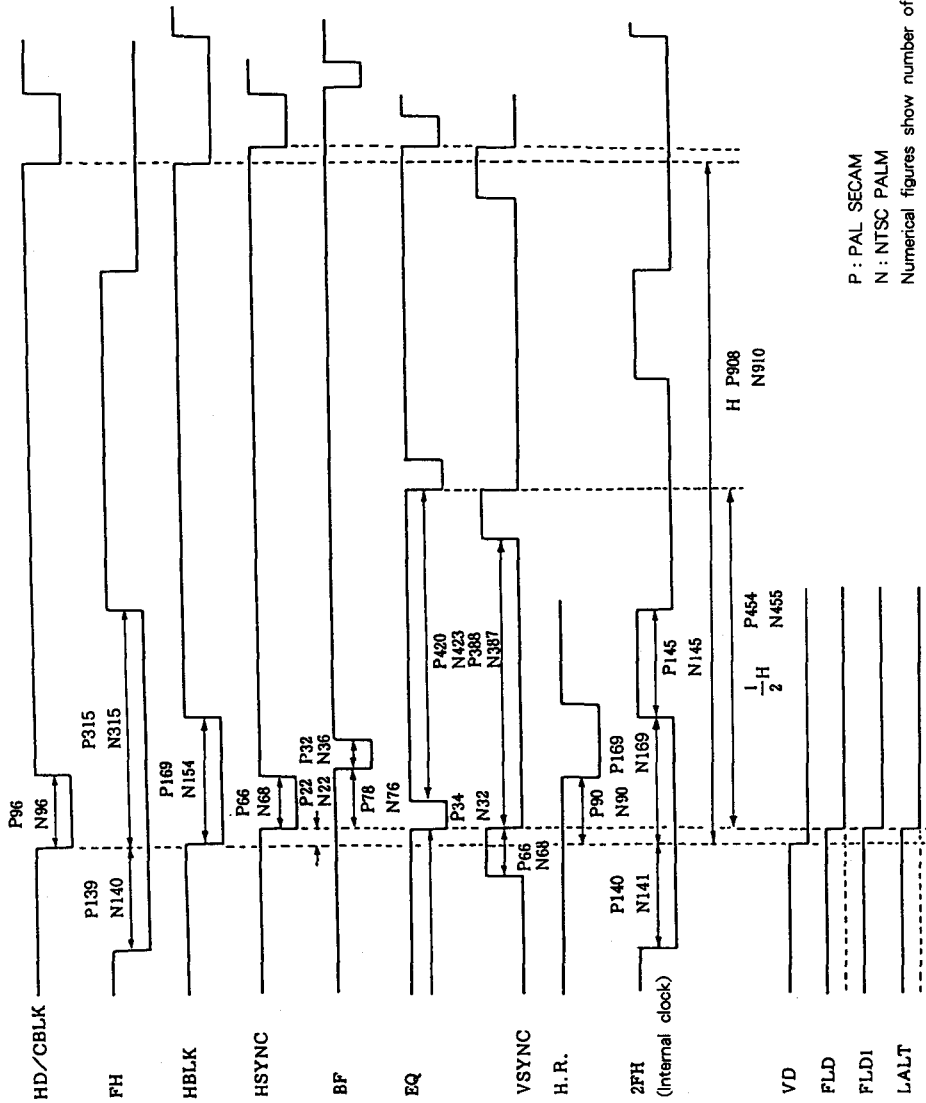 HD/CBLK
P96
N96
FH
P139
N140
P315
N315
HBLK
P169
N154
HSYNC
P66
N68
P22
N22
BF
P32
N36
P78
N76
EQ
P34
N32
P420
N423
VSYNC
P66
N68
P388
N387
H.R.
P90
N90
2FH
(Internal clock)
P140
N141
P169
N169
P145
N145
H P908
N910
1/2 H
P454
N455
VD
FLD
FLD1
LALT
P : PAL SECAM
N : NTSC PALM
Numerical figures show number of